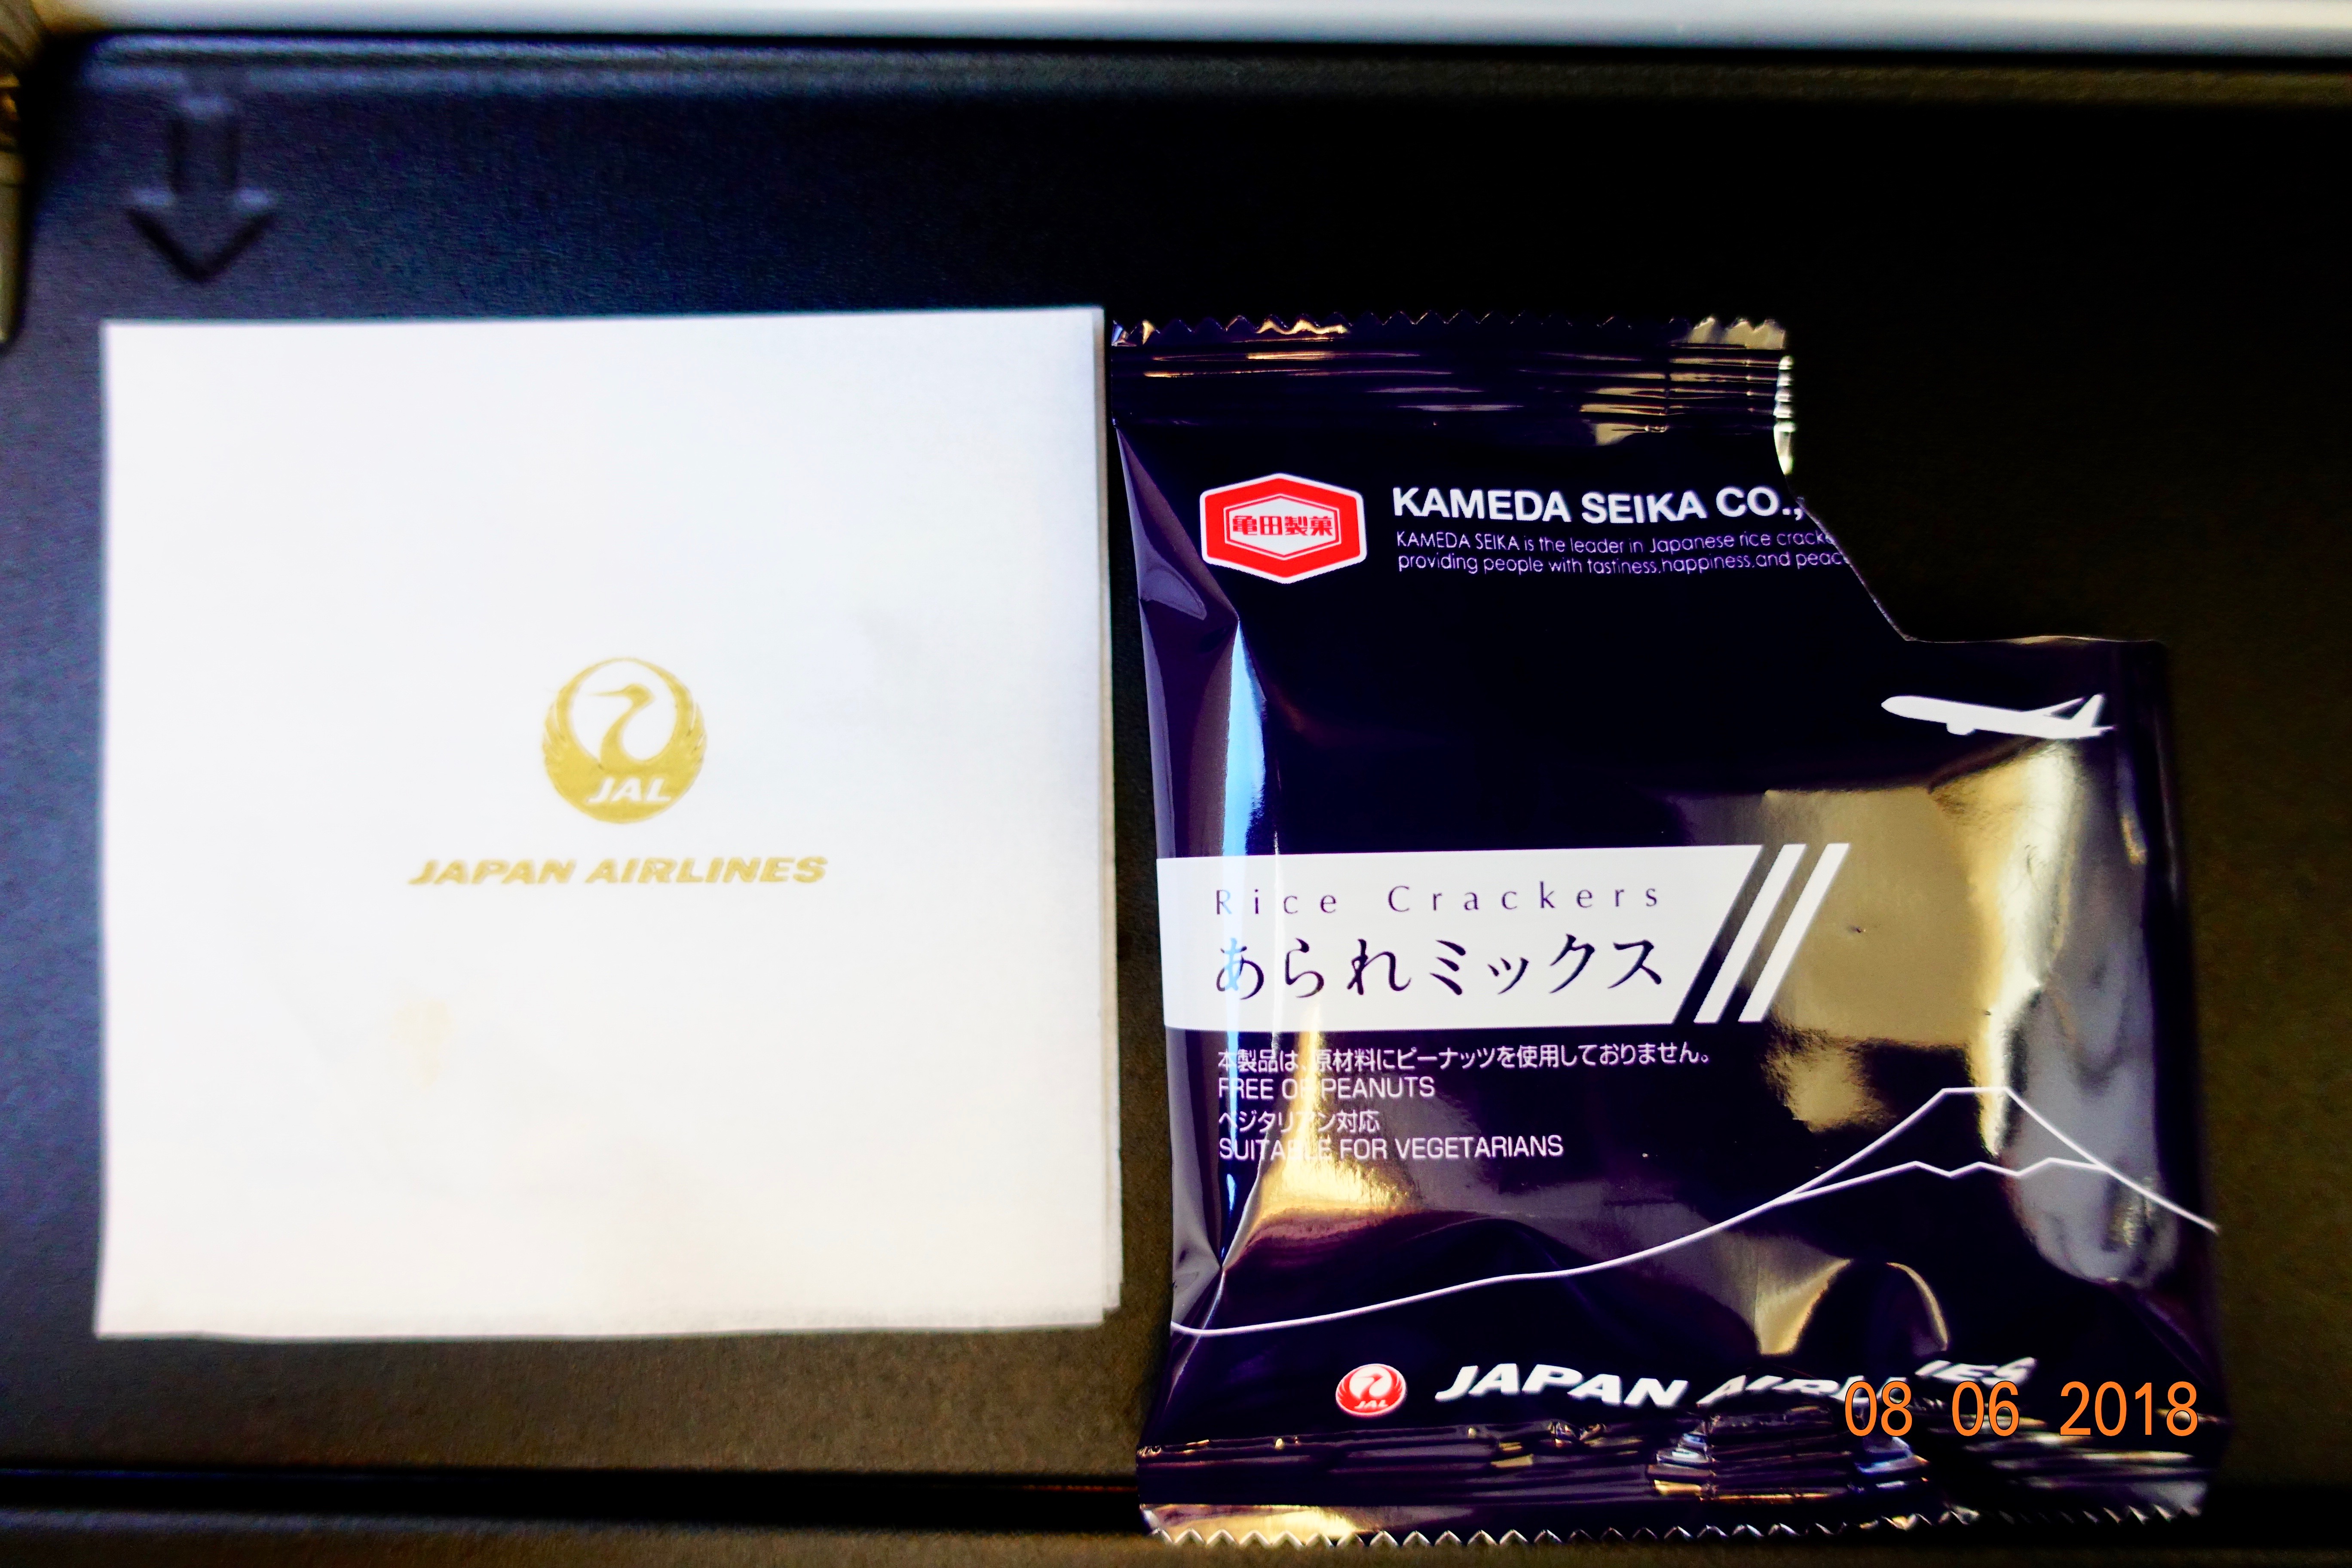 JAL
JAPAN AIRLINES
亀田製菓
KAMEDA SEIKA CO.,
KAMEDA SEIKA is the leader in Japanese rice
providing people with tastiness,happiness,and
Rice Crackers
あられミックス
本製品は、原材料にピーナッツを使用しておりません。
FREE OF PEANUTS
ベジタリアン対応
SUITABLE FOR VEGETARIANS
JAL
JAPAN AIRLINES
08 06 2018